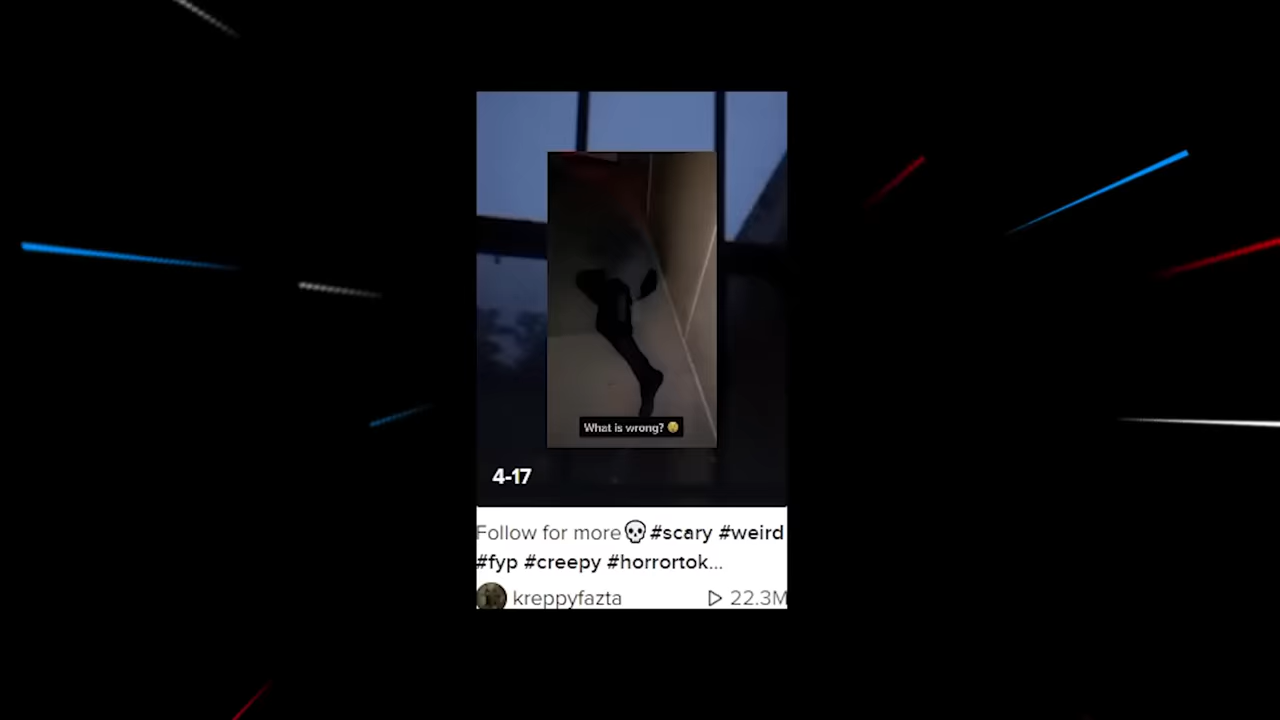 What is wrong? 🫣
4-17
Follow for more💀#scary #weird
#fyp #creepy #horrortok...
kreppyfazta
22.3M